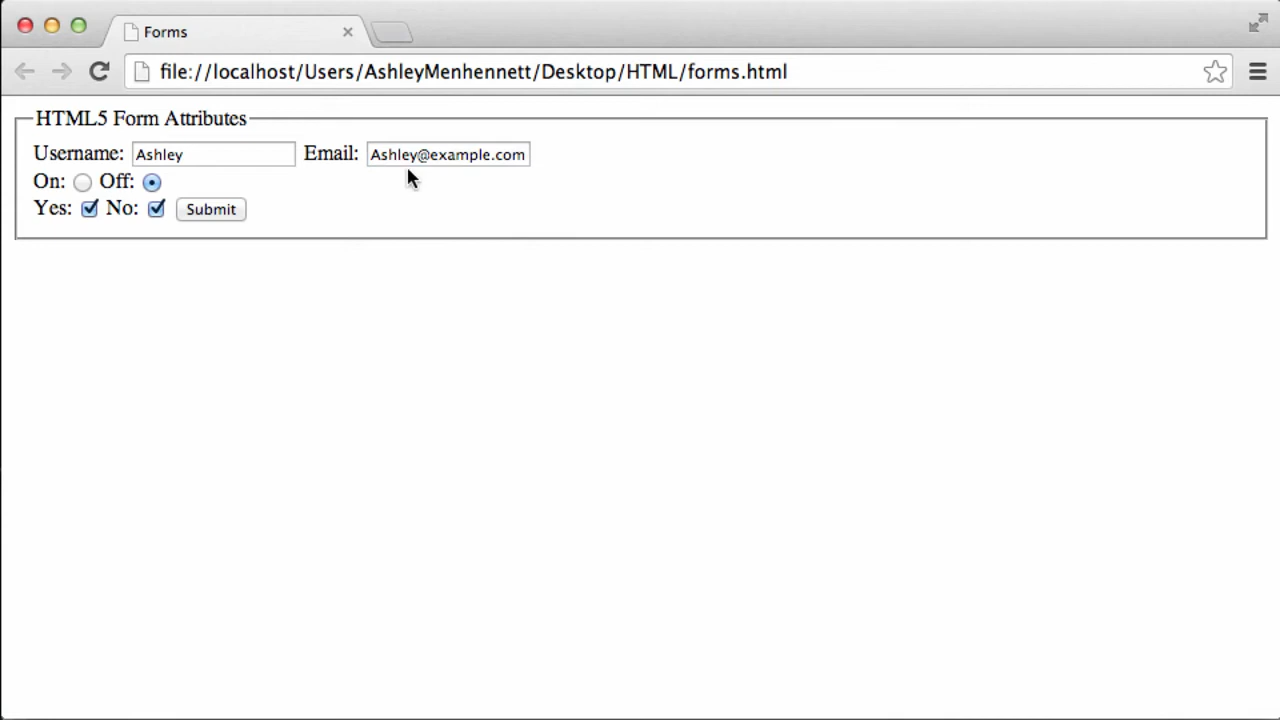 Forms
file://localhost/Users/AshleyMenhennett/Desktop/HTML/forms.html
HTML5 Form Attributes
Username: Ashley Email: Ashley@example.com
On: Off:
Yes: No: Submit